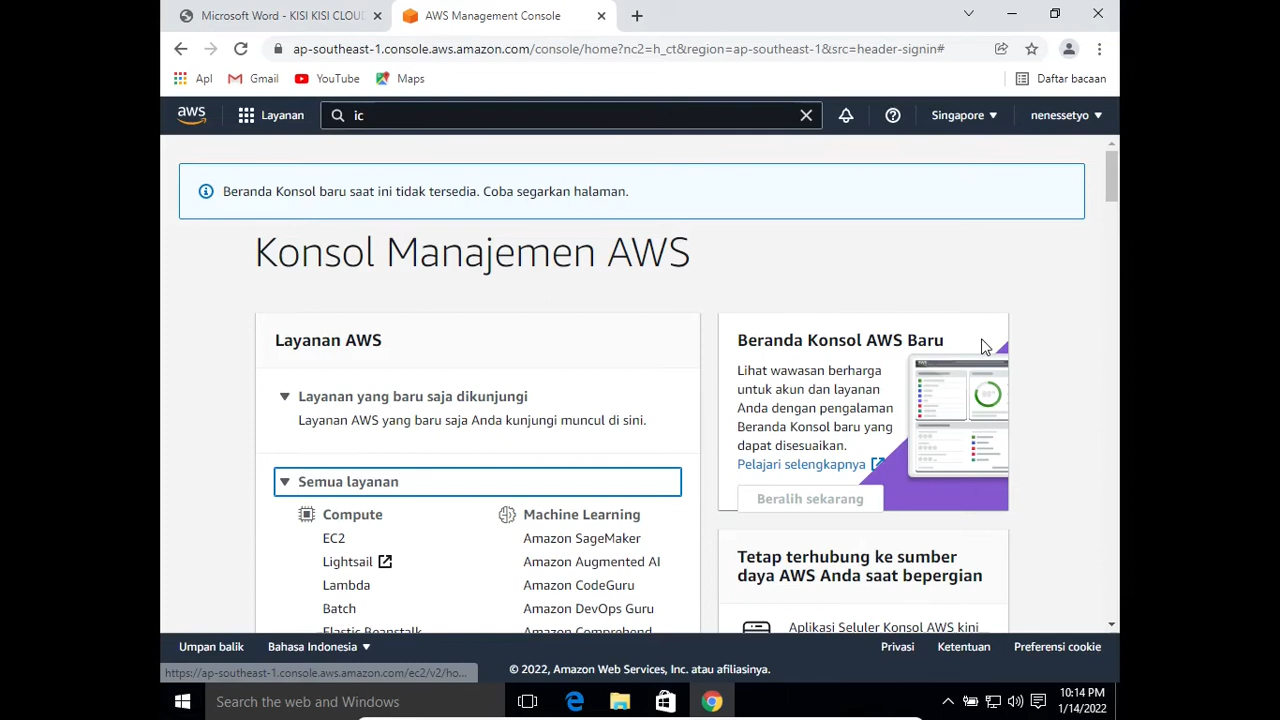 Microsoft Word - KISI KISI CLOUD
AWS Management Console
ap-southeast-1.console.aws.amazon.com/console/home?nc2=h_ct&region=ap-southeast-1&src=header-signin#
Apl Gmail YouTube Maps Daftar bacaan
aws Layanan ic Singapore nenessetyo
Beranda Konsol baru saat ini tidak tersedia. Coba segarkan halaman.
Konsol Manajemen AWS
Layanan AWS
Layanan yang baru saja dikunjungi
Layanan AWS yang baru saja Anda kunjungi muncul di sini.
Semua layanan
Compute
EC2
Lightsail
Lambda
Batch
Elastic Beanstalk
Machine Learning
Amazon SageMaker
Amazon Augmented AI
Amazon CodeGuru
Amazon DevOps Guru
Amazon Comprehend
Beranda Konsol AWS Baru
Lihat wawasan berharga
untuk akun dan layanan
Anda dengan pengalaman
Beranda Konsol baru yang
dapat disesuaikan.
Pelajari selengkapnya
Beralih sekarang
Tetap terhubung ke sumber
daya AWS Anda saat bepergian
Aplikasi Seluler Konsol AWS kini
Umpan balik Bahasa Indonesia Privasi Ketentuan Preferensi cookie
https://ap-southeast-1.console.aws.amazon.com/ec2/v2/ho...
© 2022, Amazon Web Services, Inc. atau afiliasinya.
Search the web and Windows
10:14 PM
1/14/2022